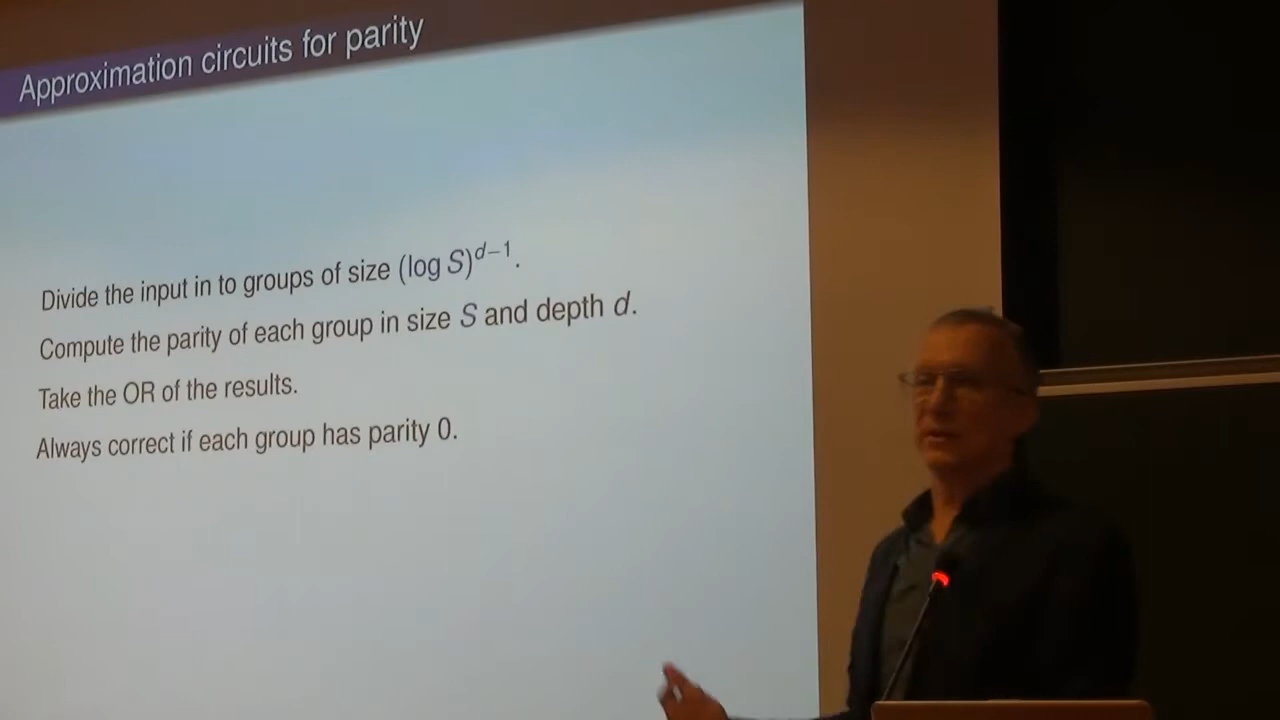 Approximation circuits for parity
Divide the input in to groups of size (log S)^{d−1}.
Compute the parity of each group in size S and depth d.
Take the OR of the results.
Always correct if each group has parity 0.